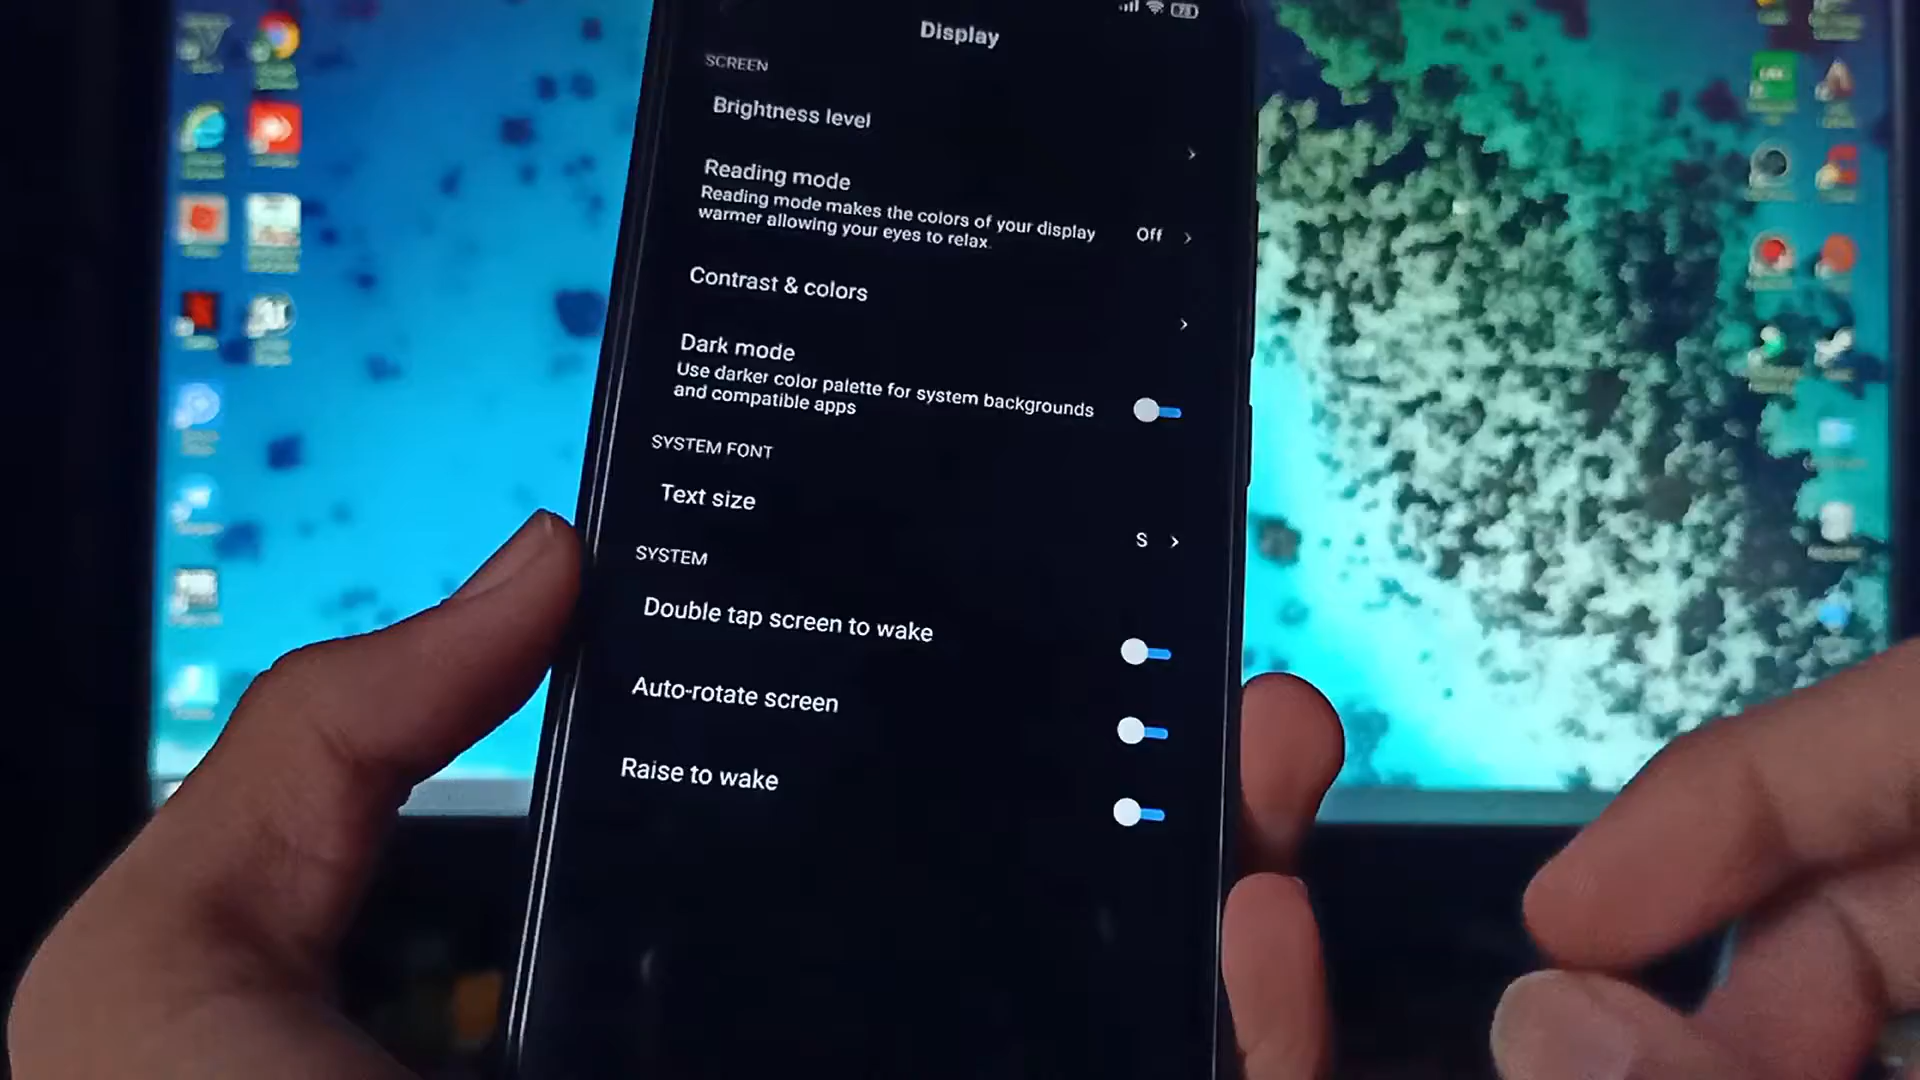 Display
SCREEN
Brightness level
Reading mode
Reading mode makes the colors of your display
warmer allowing your eyes to relax.
Off
Contrast & colors
Dark mode
Use darker color palette for system backgrounds
and compatible apps
SYSTEM FONT
Text size
S
SYSTEM
Double tap screen to wake
Auto-rotate screen
Raise to wake